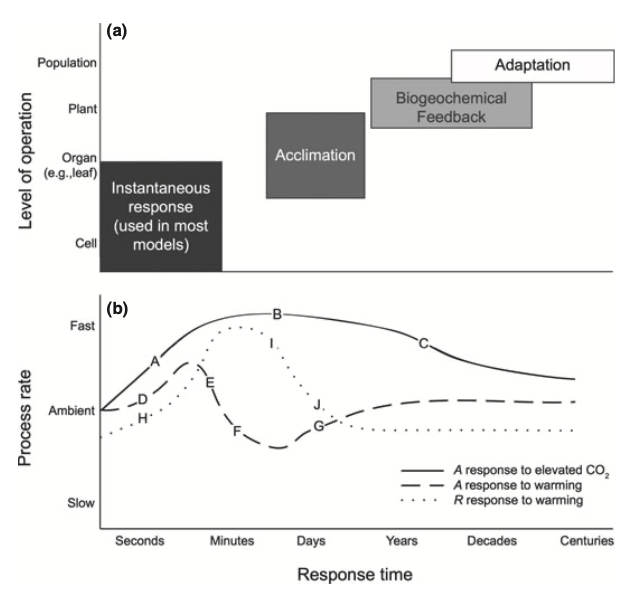 (a)
Population
Plant
Organ
(e.g.,leaf)
Cell
Level of operation
Adaptation
Biogeochemical
Feedback
Acclimation
Instantaneous
response
(used in most
models)
(b)
Fast
Ambient
Slow
Process rate
B
C
A
I
E
D
J
H
G
F
A response to elevated CO₂
A response to warming
R response to warming
Seconds Minutes Days Years Decades Centuries
Response time